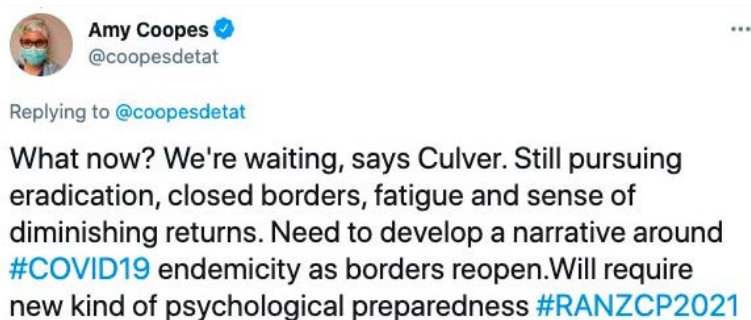 Amy Coopes
@coopesdetat
Replying to @coopesdetat
What now? We're waiting, says Culver. Still pursuing
eradication, closed borders, fatigue and sense of
diminishing returns. Need to develop a narrative around
#COVID19 endemicity as borders reopen.Will require
new kind of psychological preparedness #RANZCP2021